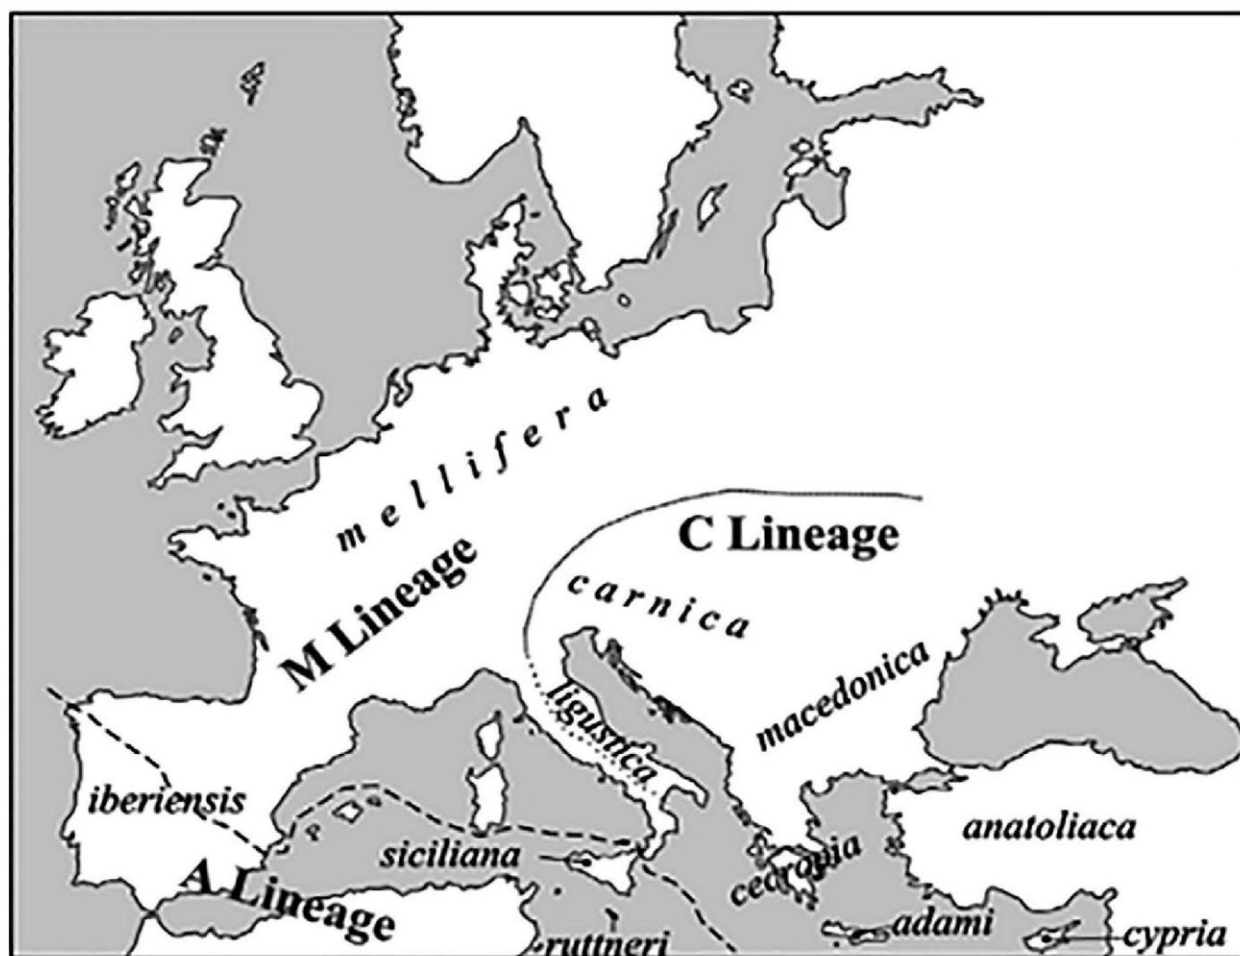 mellifera
C Lineage
M Lineage
carnica
macedonica
ligustica
iberiensis
anatoliaca
siciliana
cecropia
A Lineage
adami
cypria
ruttneri